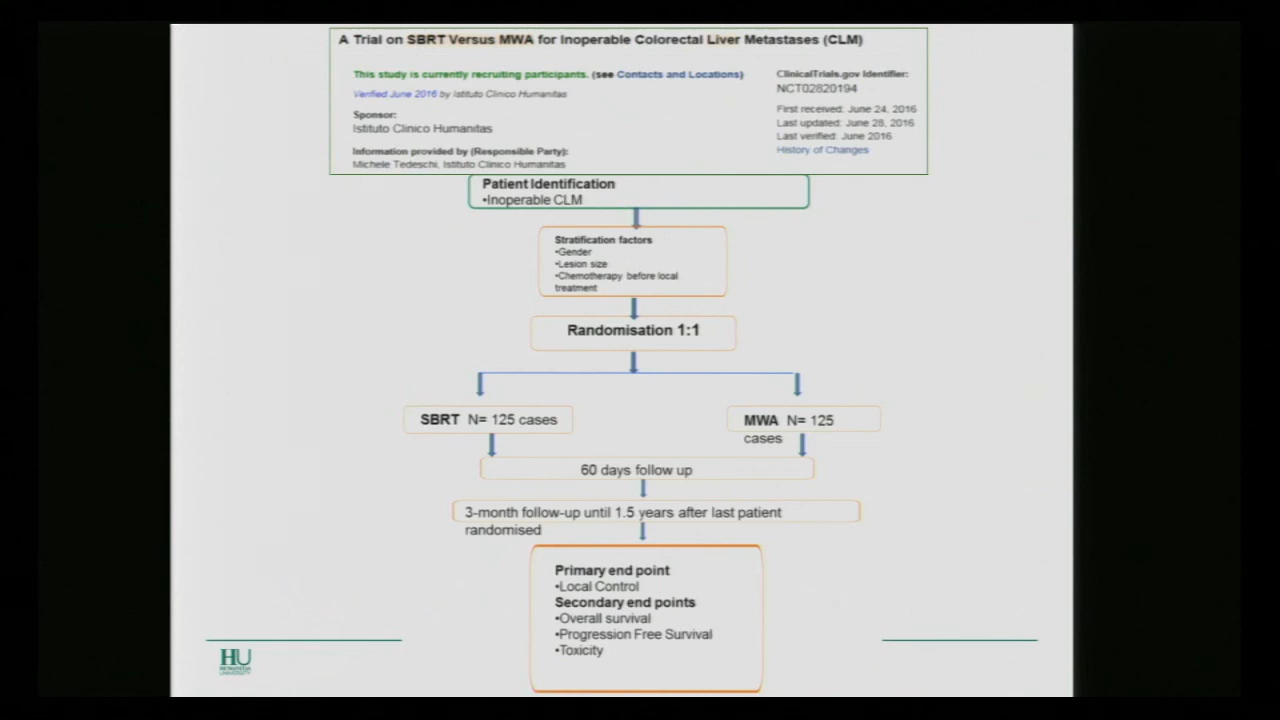 A Trial on SBRT Versus MWA for Inoperable Colorectal Liver Metastases (CLM)
This study is currently recruiting participants. (see Contacts and Locations)
Verified June 2016 by Istituto Clinico Humanitas
Sponsor:
Istituto Clinico Humanitas
Information provided by (Responsible Party):
Michele Tedeschi, Istituto Clinico Humanitas
ClinicalTrials.gov Identifier:
NCT02820194
First received: June 24, 2016
Last updated: June 28, 2016
Last verified: June 2016
History of Changes
Patient Identification
•Inoperable CLM
Stratification factors
•Gender
•Lesion size
•Chemotherapy before local
treatment
Randomisation 1:1
SBRT N= 125 cases
MWA N= 125
cases
60 days follow up
3-month follow-up until 1.5 years after last patient
randomised
Primary end point
•Local Control
Secondary end points
•Overall survival
•Progression Free Survival
•Toxicity
HU
HUMANITAS
UNIVERSITY